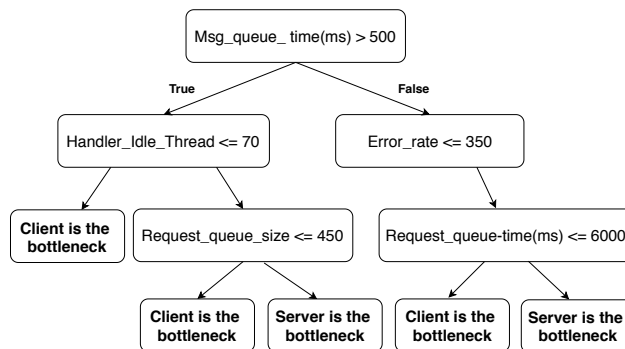 Msg_queue_ time(ms) > 500
True
False
Handler_Idle_Thread <= 70
Error_rate <= 350
Client is the
bottleneck
Request_queue_size <= 450
Request_queue-time(ms) <= 6000
Client is the
bottleneck
Server is the
bottleneck
Client is the
bottleneck
Server is the
bottleneck